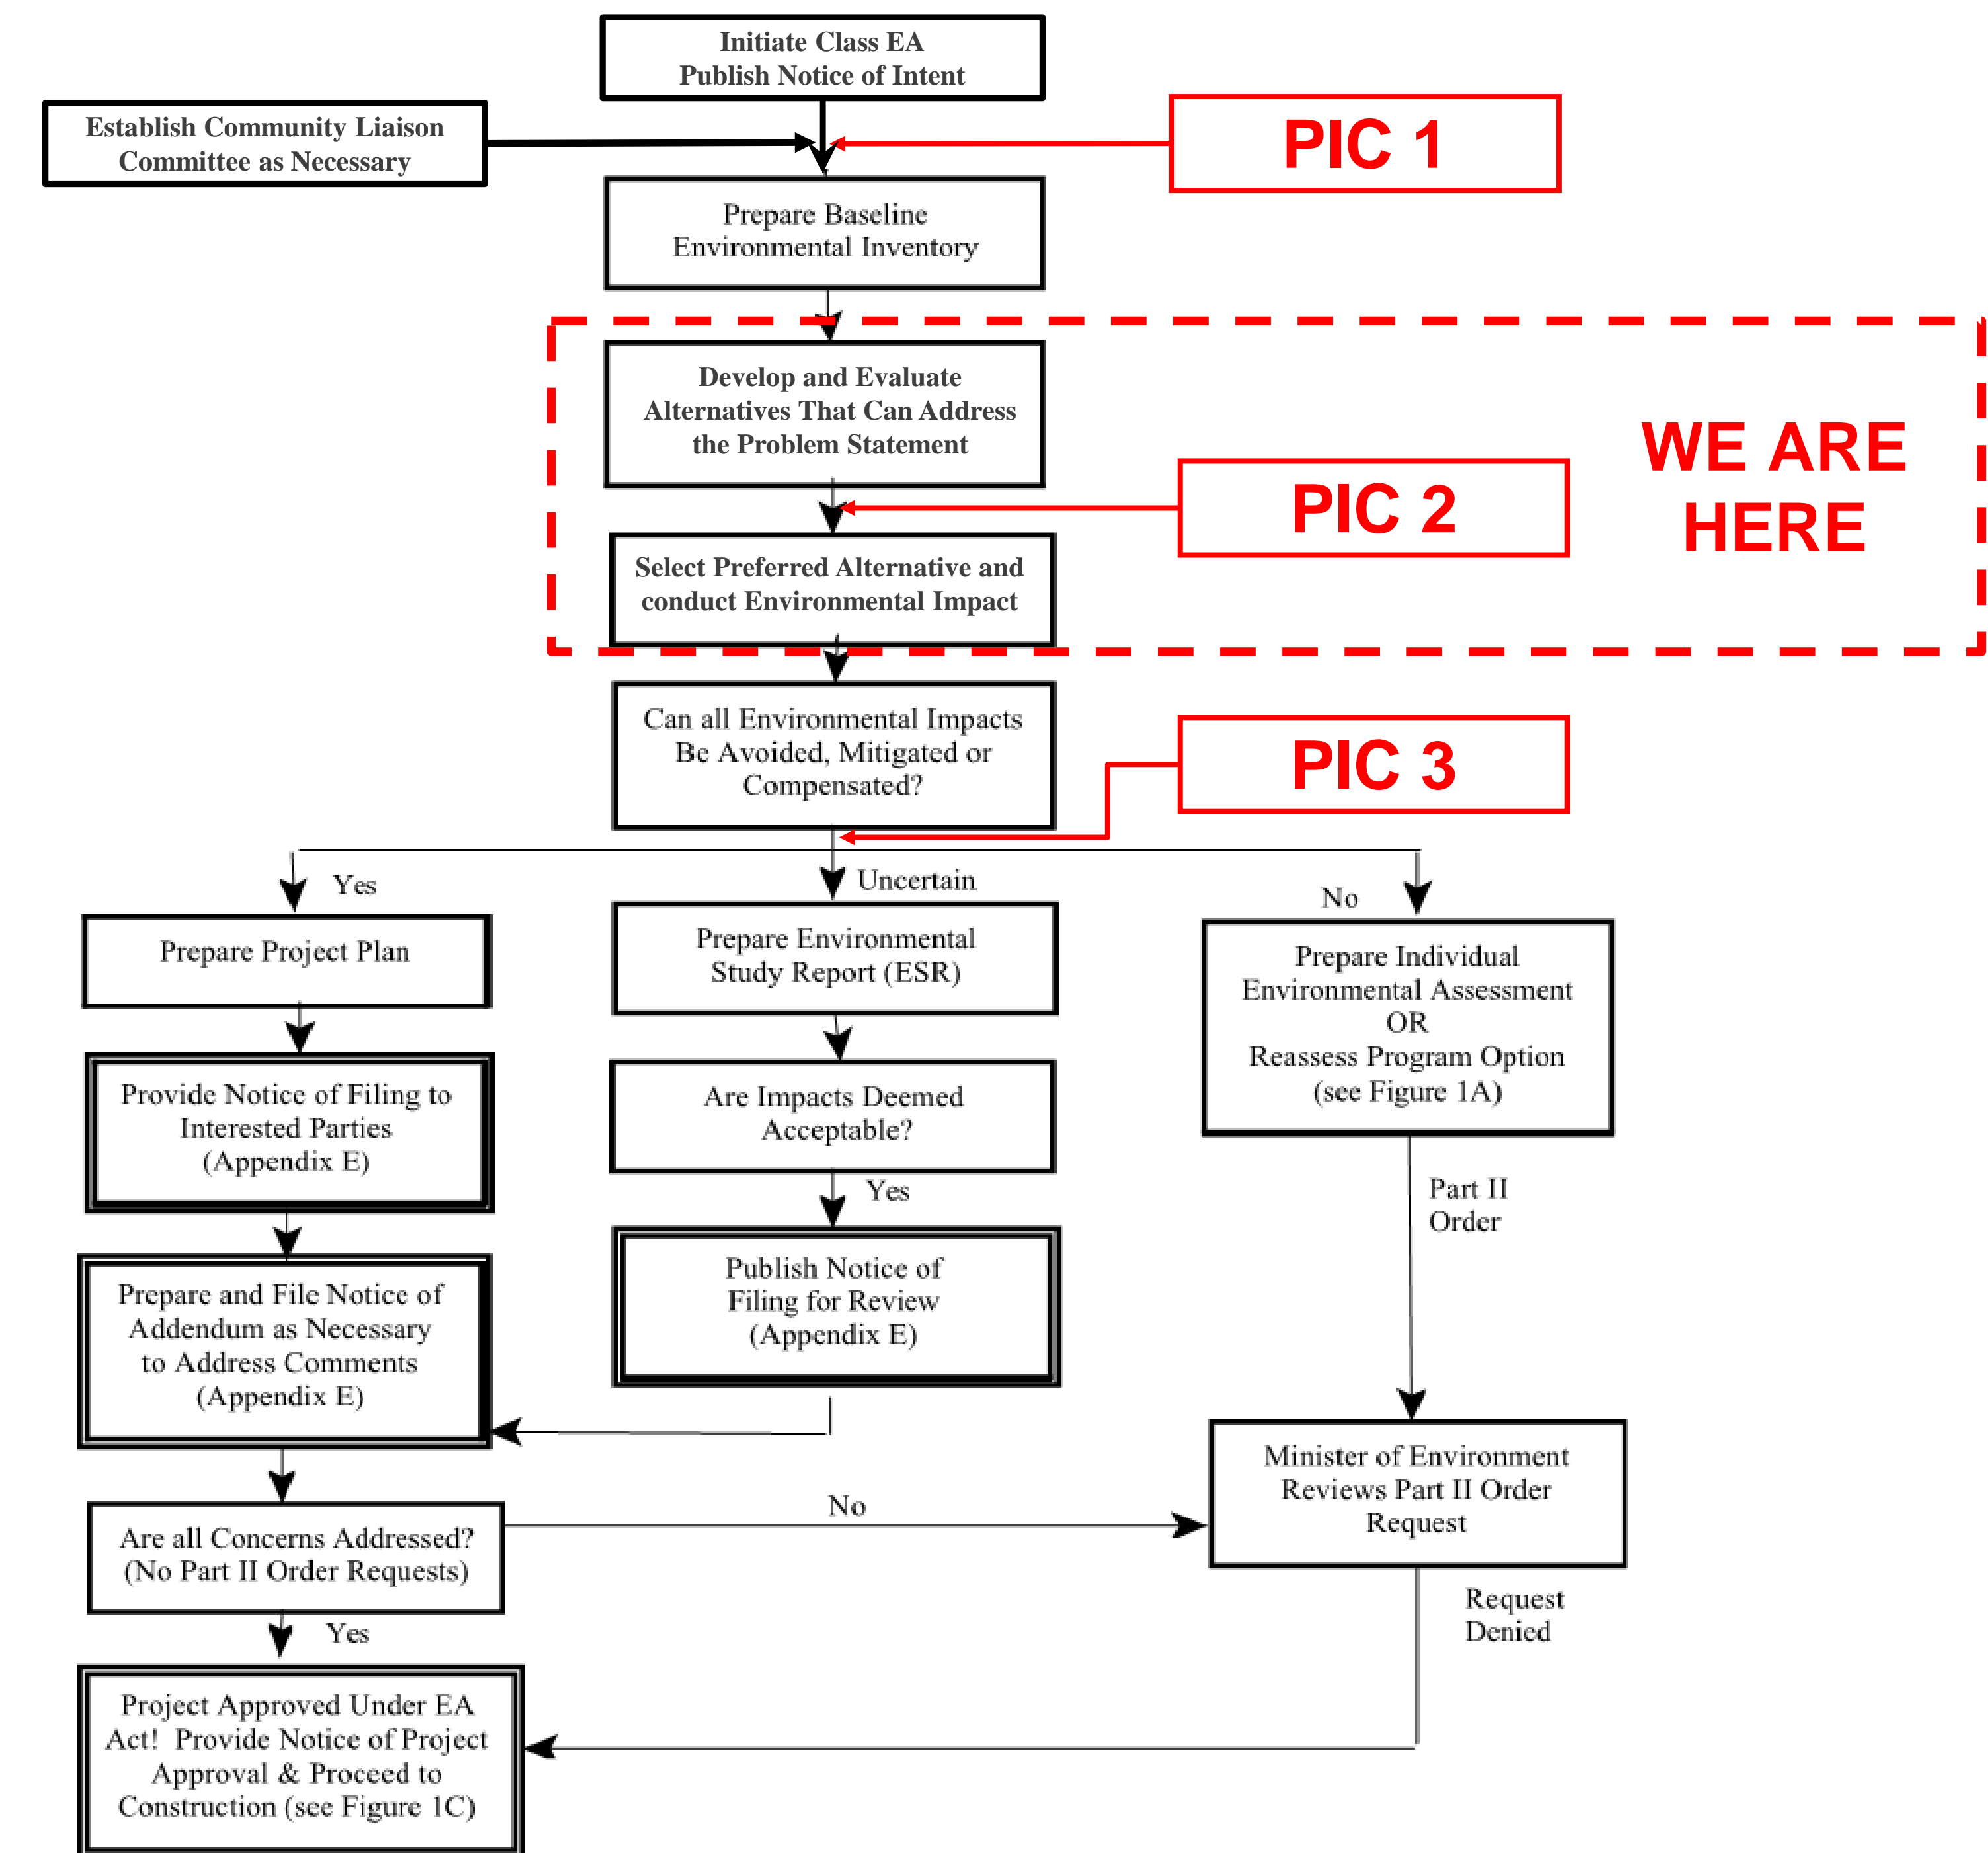 Initiate Class EA
Publish Notice of Intent
Establish Community Liaison
Committee as Necessary
PIC 1
Prepare Baseline
Environmental Inventory
Develop and Evaluate
Alternatives That Can Address
the Problem Statement
WE ARE
HERE
PIC 2
Select Preferred Alternative and
conduct Environmental Impact
Can all Environmental Impacts
Be Avoided, Mitigated or
Compensated?
PIC 3
Yes
Uncertain
No
Prepare Project Plan
Prepare Environmental
Study Report (ESR)
Prepare Individual
Environmental Assessment
OR
Reassess Program Option
(see Figure 1A)
Provide Notice of Filing to
Interested Parties
(Appendix E)
Are Impacts Deemed
Acceptable?
Yes
Part II
Order
Prepare and File Notice of
Addendum as Necessary
to Address Comments
(Appendix E)
Publish Notice of
Filing for Review
(Appendix E)
Minister of Environment
Reviews Part II Order
Request
Are all Concerns Addressed?
(No Part II Order Requests)
No
Yes
Request
Denied
Project Approved Under EA
Act!  Provide Notice of Project
Approval & Proceed to
Construction (see Figure 1C)